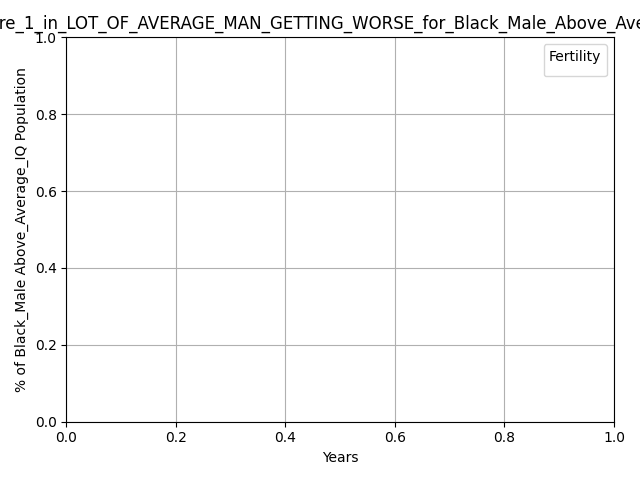 re_1_in_LOT_OF_AVERAGE_MAN_GETTING_WORSE_for_Black_Male_Above_Ave
1.0
Fertility
0.8
0.6
0.4
0.2
0.0
% of Black_Male Above_Average_IQ Population
0.0 0.2 0.4 0.6 0.8 1.0
Years